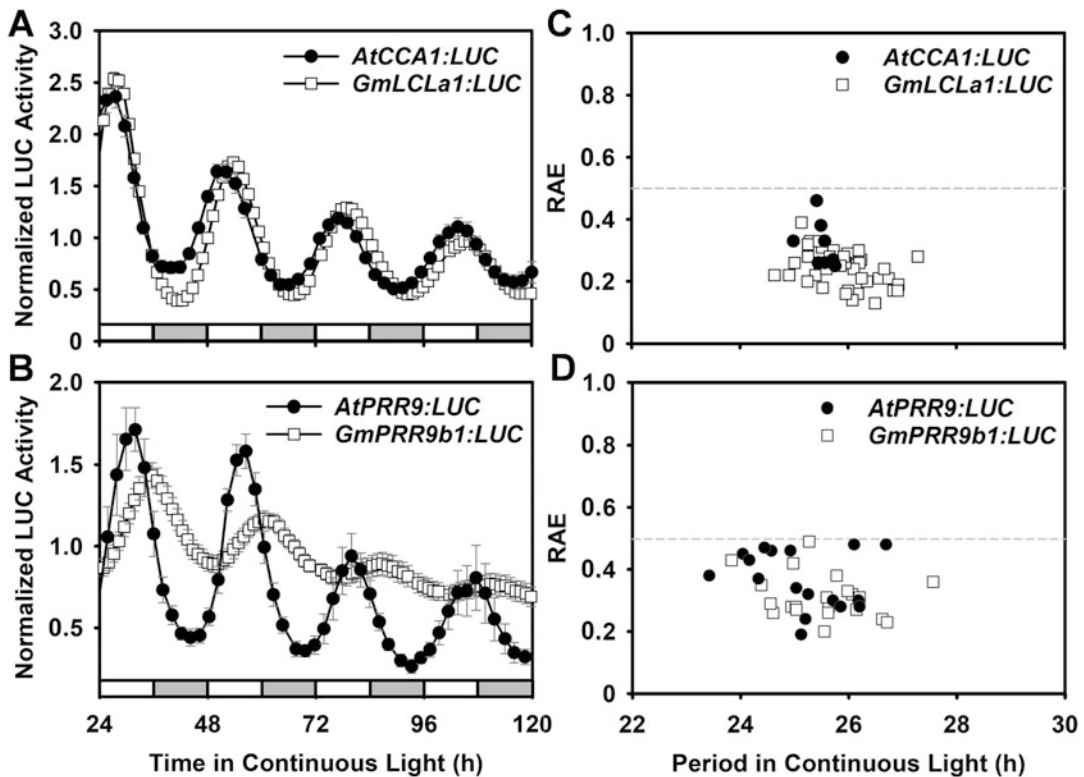 A
Normalized LUC Activity
3.0
2.5
2.0
1.5
1.0
0.5
0
AtCCA1:LUC
GmLCLa1:LUC
B
Normalized LUC Activity
2.0
1.5
1.0
0.5
AtPRR9:LUC
GmPRR9b1:LUC
24 48 72 96 120
Time in Continuous Light (h)
C
RAE
1.0
0.8
0.6
0.4
0.2
0
AtCCA1:LUC
GmLCLa1:LUC
D
RAE
1.0
0.8
0.6
0.4
0.2
0
AtPRR9:LUC
GmPRR9b1:LUC
22 24 26 28 30
Period in Continuous Light (h)